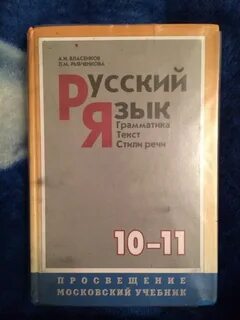 А.И. ВЛАСЕНКОВ
Л.М. РЫБЧЕНКОВА
РУССКИЙ
ЯЗЫК
Грамматика
Текст
Стили речи
10–11
ПРОСВЕЩЕНИЕ
МОСКОВСКИЙ УЧЕБНИК